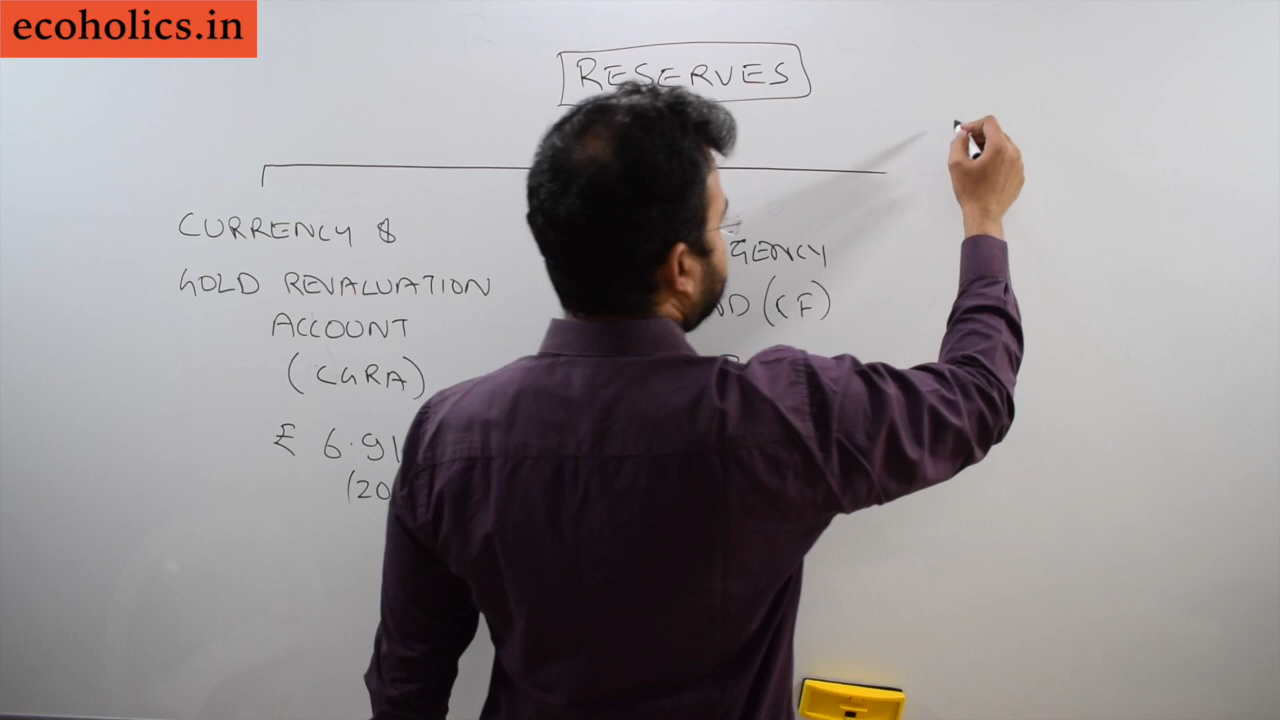 ecoholics.in
RESERVES
CURRENCY &
GOLD REVALUATION
ACCOUNT
(CGRA)
₹ 6.91
(20
GENCY
ND (CF)